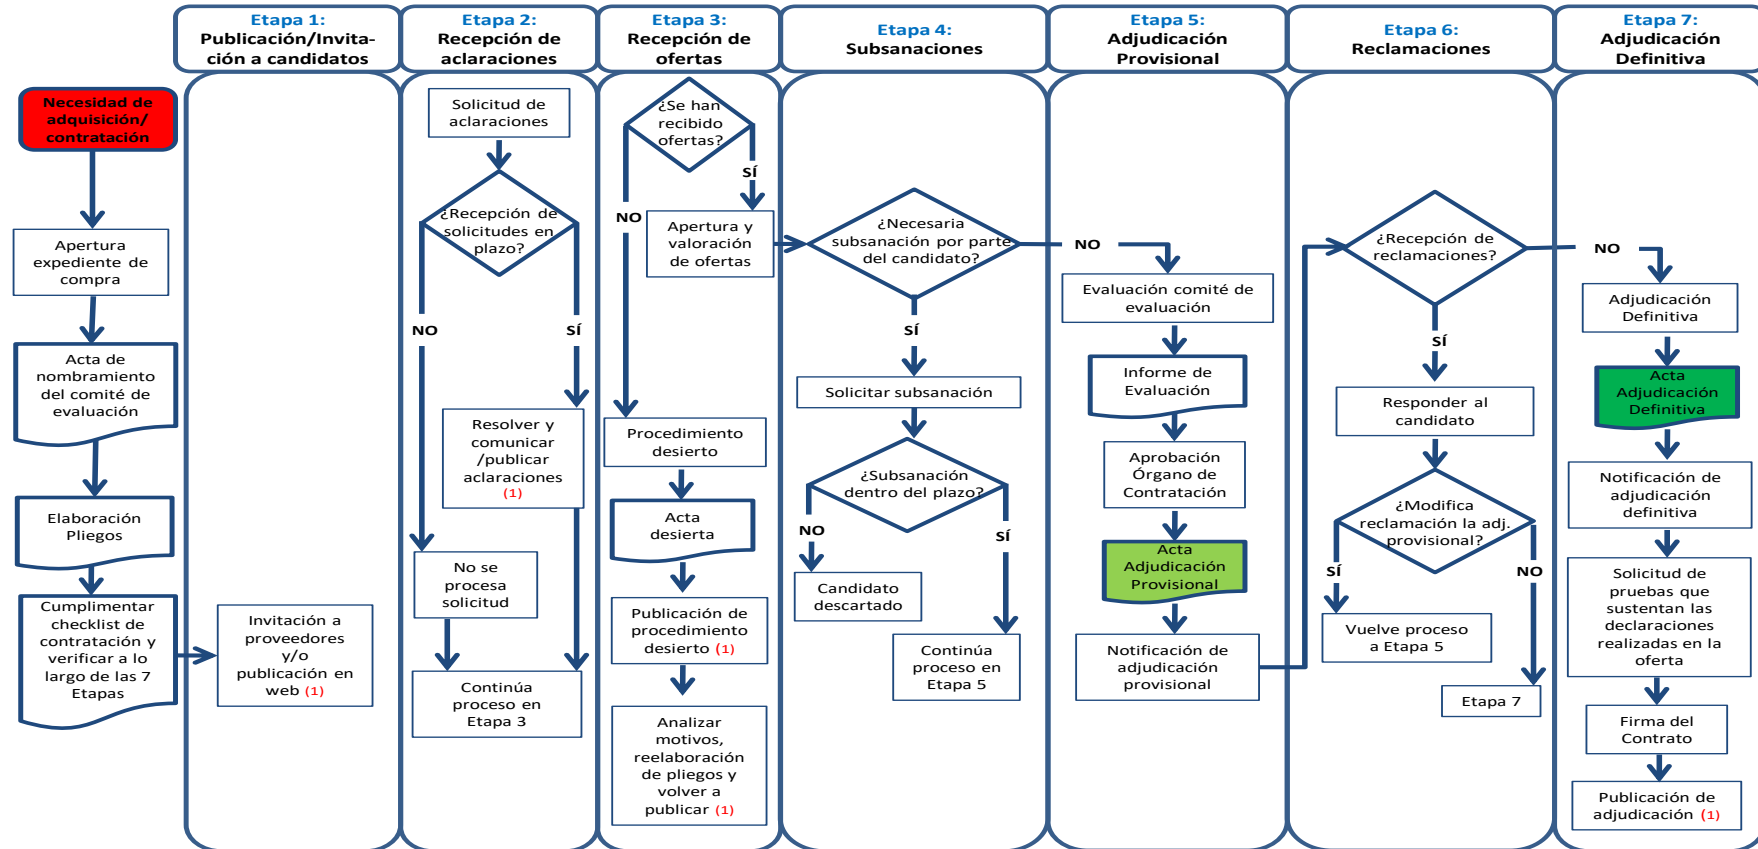 Etapa 1:
Publicación/Invita-
ción a candidatos
Etapa 2:
Recepción de
aclaraciones
Etapa 3:
Recepción de
ofertas
Etapa 4:
Subsanaciones
Etapa 5:
Adjudicación
Provisional
Etapa 6:
Reclamaciones
Etapa 7:
Adjudicación
Definitiva
Necesidad de
adquisición/
contratación
Apertura
expediente de
compra
Acta de
nombramiento
del comité de
evaluación
Elaboración
Pliegos
Cumplimentar
checklist de
contratación y
verificar a lo
largo de las 7
Etapas
Invitación a
proveedores
y/o
publicación en
web (1)
Solicitud de
aclaraciones
¿Recepción de
solicitudes en
plazo?
NO
SÍ
Resolver y
comunicar
/publicar
aclaraciones
(1)
No se
procesa
solicitud
Continúa
proceso en
Etapa 3
¿Se han
recibido
ofertas?
SÍ
NO
Apertura y
valoración
de ofertas
Procedimiento
desierto
Acta
desierta
Publicación de
procedimiento
desierto (1)
Analizar
motivos,
reelaboración
de pliegos y
volver a
publicar (1)
¿Necesaria
subsanación por parte
del candidato?
NO
SÍ
Solicitar subsanación
¿Subsanación
dentro del plazo?
NO
SÍ
Candidato
descartado
Continúa
proceso en
Etapa 5
Evaluación comité de
evaluación
Informe de
Evaluación
Aprobación
Órgano de
Contratación
Acta
Adjudicación
Provisional
Notificación de
adjudicación
provisional
¿Recepción de
reclamaciones?
NO
SÍ
Responder al
candidato
¿Modifica
reclamación la adj.
provisional?
SÍ
NO
Vuelve proceso
a Etapa 5
Etapa 7
Adjudicación
Definitiva
Acta
Adjudicación
Definitiva
Notificación de
adjudicación
definitiva
Solicitud de
pruebas que
sustentan las
declaraciones
realizadas en la
oferta
Firma del
Contrato
Publicación de
adjudicación (1)